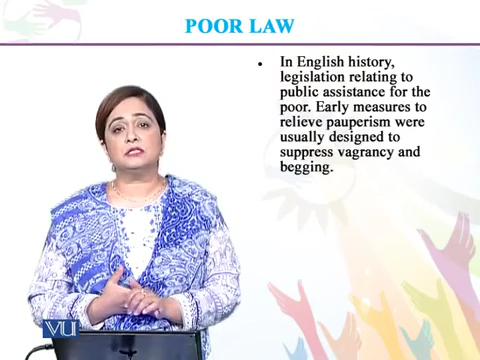 POOR LAW
• In English history,
legislation relating to
public assistance for the
poor. Early measures to
relieve pauperism were
usually designed to
suppress vagrancy and
begging.
VU